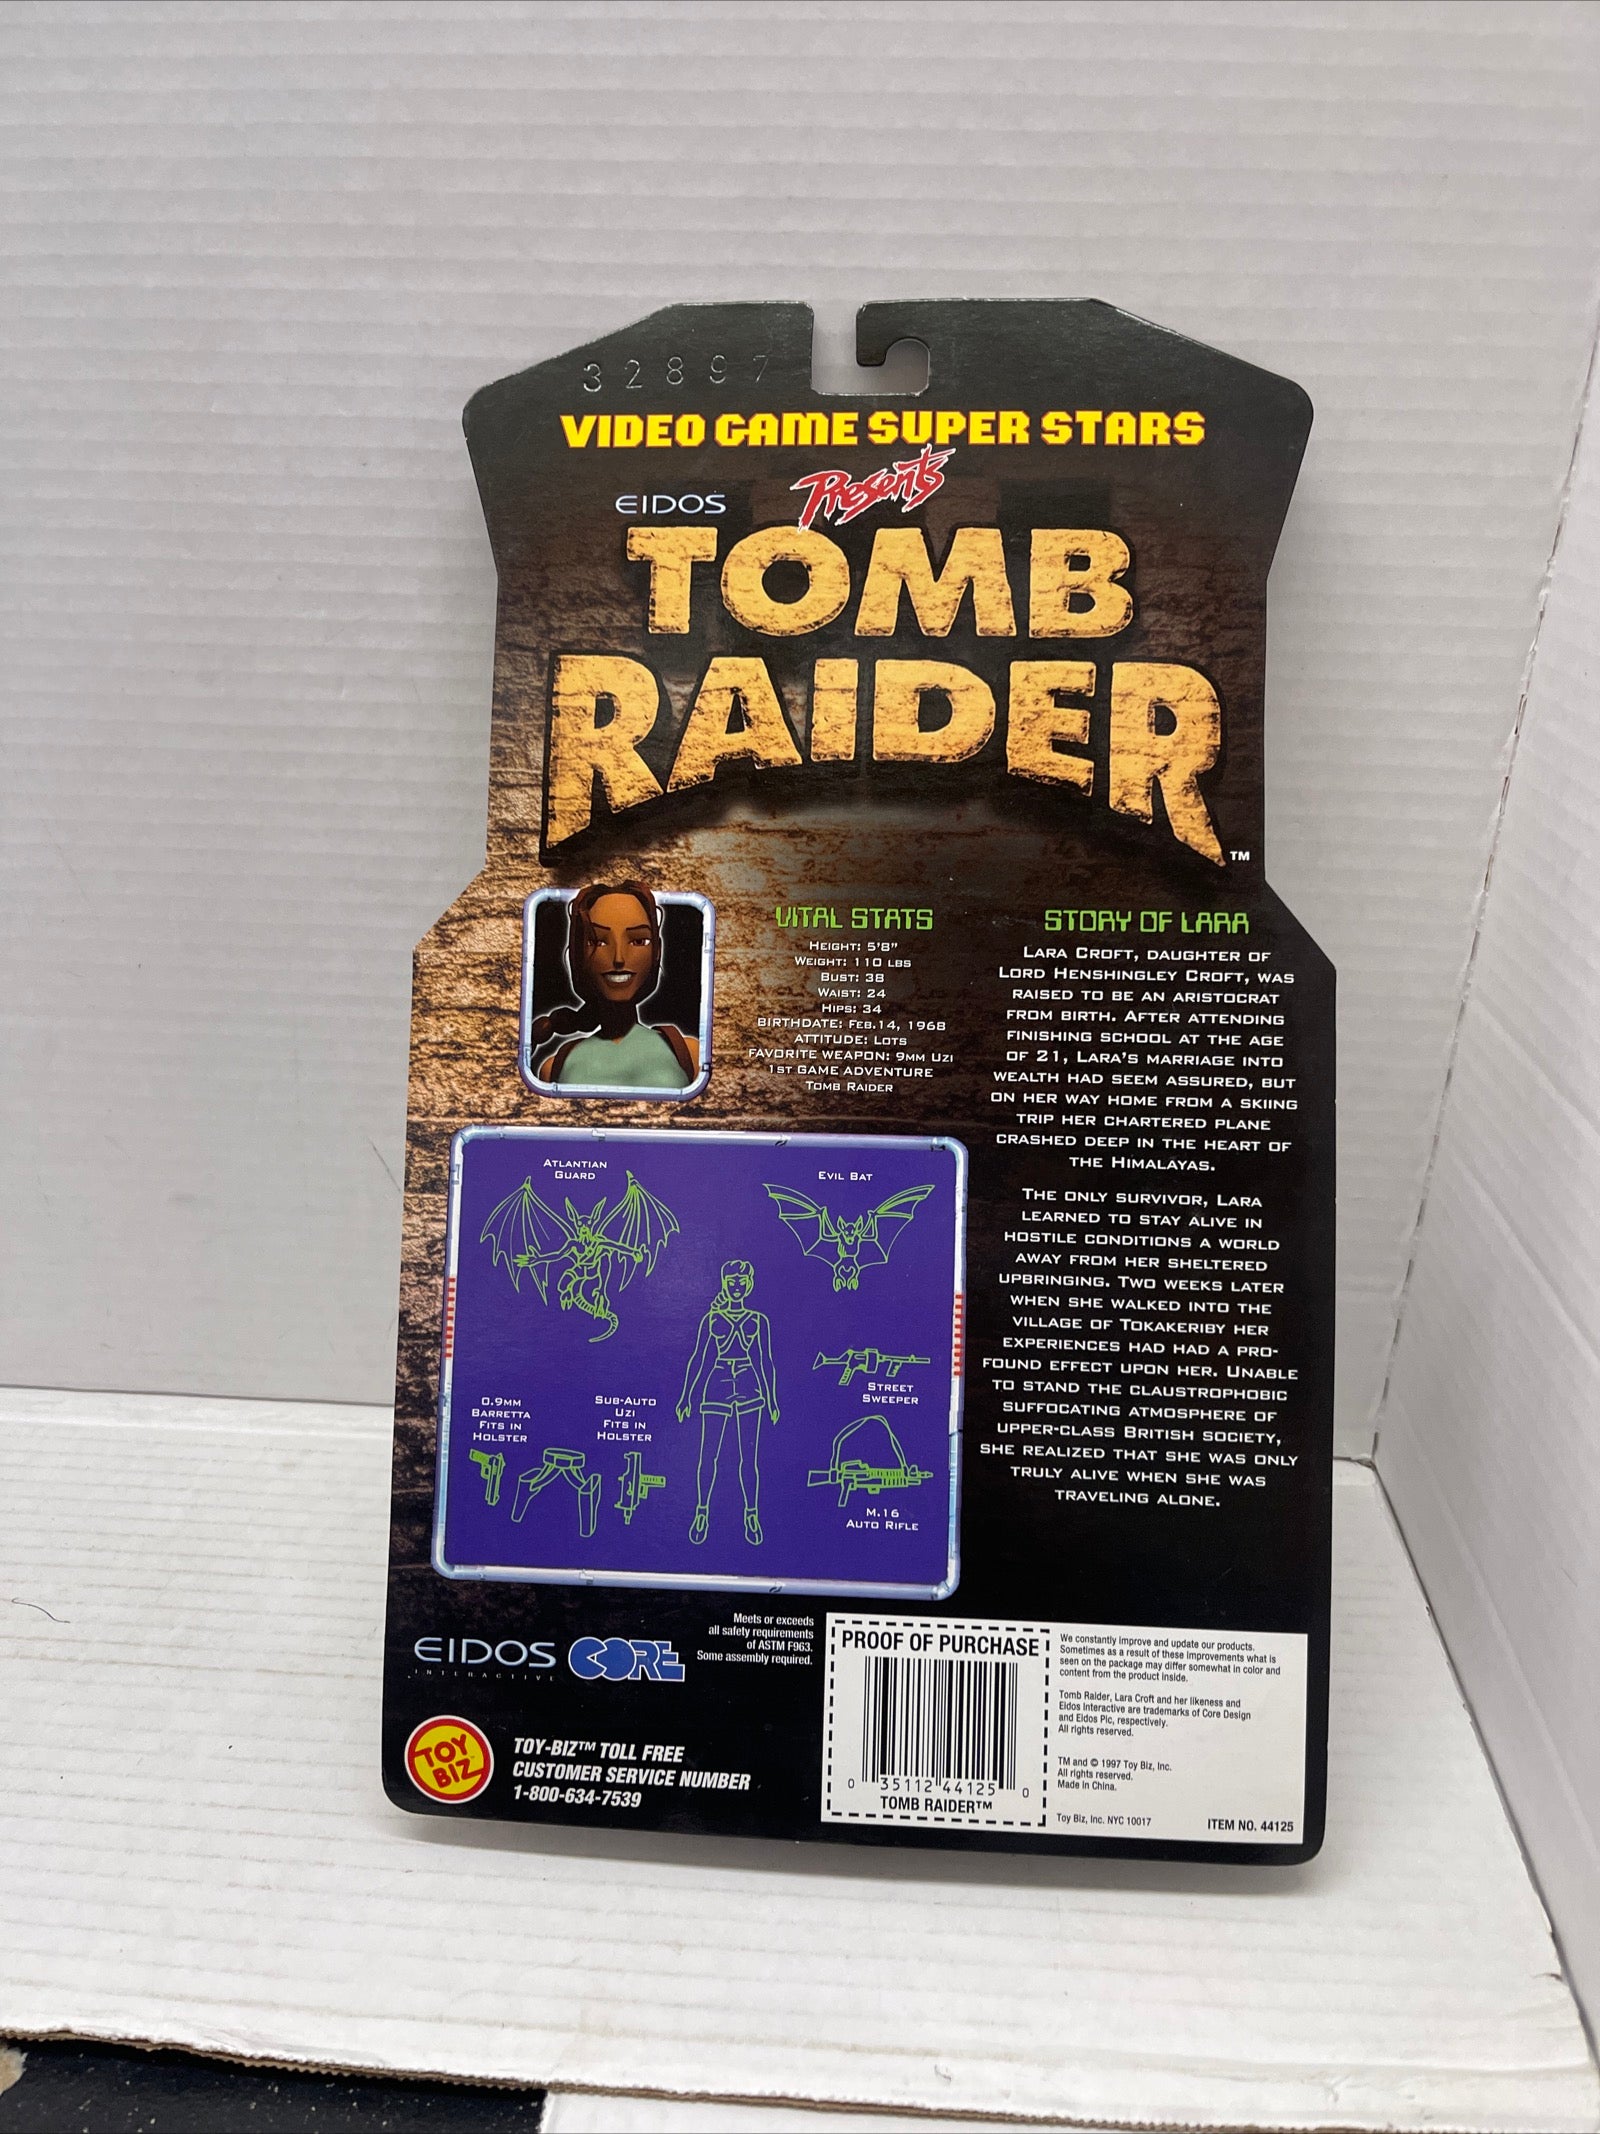 32897
VIDEO GAME SUPER STARS
Presents
EIDOS
TOMB
RAIDER
TM
VITAL STATS
HEIGHT: 5'8"
WEIGHT: 110 LBS
BUST: 38
WAIST: 24
HIPS: 34
BIRTHDATE: FEB.14, 1968
ATTITUDE: LOTS
FAVORITE WEAPON: 9MM UZI
1ST GAME ADVENTURE
TOMB RAIDER
STORY OF LARA
LARA CROFT, DAUGHTER OF
LORD HENSHINGLEY CROFT, WAS
RAISED TO BE AN ARISTOCRAT
FROM BIRTH. AFTER ATTENDING
FINISHING SCHOOL AT THE AGE
OF 21, LARA'S MARRIAGE INTO
WEALTH HAD SEEM ASSURED, BUT
ON HER WAY HOME FROM A SKIING
TRIP HER CHARTERED PLANE
CRASHED DEEP IN THE HEART OF
THE HIMALAYAS.
THE ONLY SURVIVOR, LARA
LEARNED TO STAY ALIVE IN
HOSTILE CONDITIONS A WORLD
AWAY FROM HER SHELTERED
UPBRINGING. TWO WEEKS LATER
WHEN SHE WALKED INTO THE
VILLAGE OF TOKAKERIBY HER
EXPERIENCES HAD HAD A PRO-
FOUND EFFECT UPON HER. UNABLE
TO STAND THE CLAUSTROPHOBIC
SUFFOCATING ATMOSPHERE OF
UPPER-CLASS BRITISH SOCIETY,
SHE REALIZED THAT SHE WAS ONLY
TRULY ALIVE WHEN SHE WAS
TRAVELING ALONE.
ATLANTIAN
GUARD
EVIL BAT
STREET
SWEEPER
0.9MM
BARRETTA
FITS IN
HOLSTER
SUB-AUTO
UZI
FITS IN
HOLSTER
M.16
AUTO RIFLE
EIDOS
INTERACTIVE
CORE
Meets or exceeds
all safety requirements
of ASTM F963.
Some assembly required.
TOY
BIZ
TOY-BIZ™ TOLL FREE
CUSTOMER SERVICE NUMBER
1-800-634-7539
PROOF OF PURCHASE
0 35112 44125 0
TOMB RAIDER™
We constantly improve and update our products.
Sometimes as a result of these improvements what is
seen on the package may differ somewhat in color and
content from the product inside.
Tomb Raider, Lara Croft and her likeness and
Eidos Interactive are trademarks of Core Design
and Eidos Plc, respectively.
All rights reserved.
TM and © 1997 Toy Biz, Inc.
All rights reserved.
Made in China.
Toy Biz, Inc. NYC 10017
ITEM NO. 44125